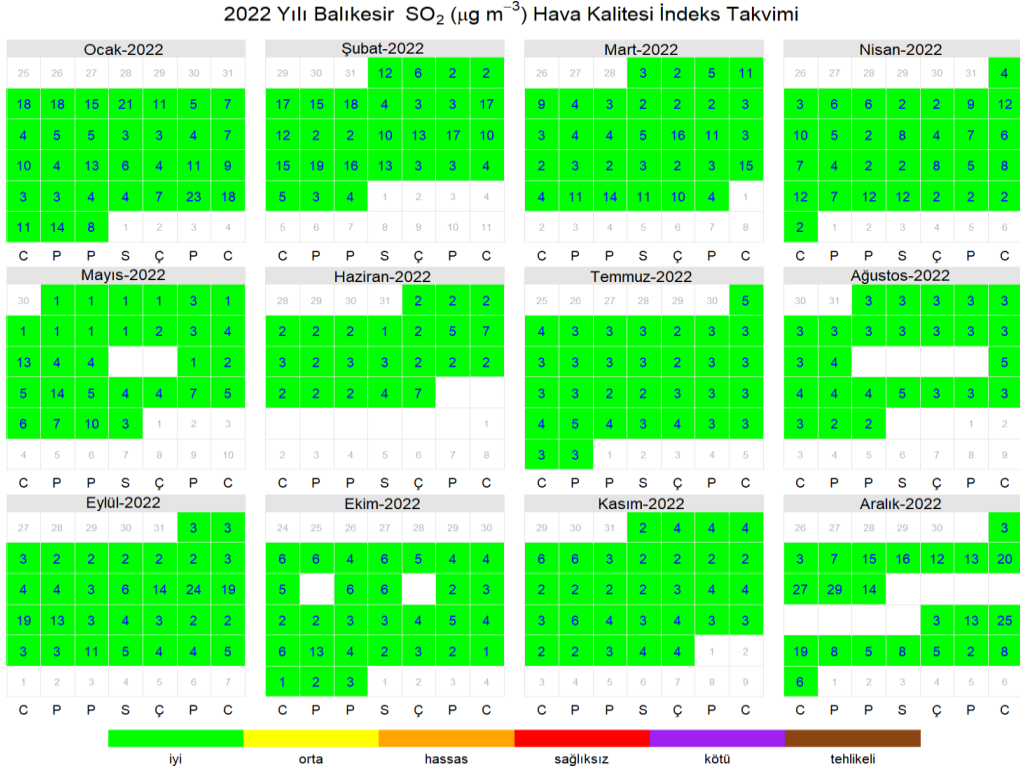 2022 Yılı Balıkesir SO₂ (µg m⁻³) Hava Kalitesi İndeks Takvimi
Ocak-2022 Şubat-2022 Mart-2022 Nisan-2022
25 26 27 28 29 30 31 29 30 31 12 6 2 2 26 27 28 3 2 5 11 26 27 28 29 30 31 4
18 18 15 21 11 5 7 17 15 18 4 3 3 17 9 4 3 2 2 2 3 3 6 6 2 2 9 12
4 5 5 3 3 4 7 12 2 2 10 13 17 10 3 4 4 5 16 11 3 10 5 2 8 4 7 6
10 4 13 6 4 11 9 15 19 16 13 3 3 4 2 3 2 3 2 3 15 7 4 2 2 8 5 8
3 3 4 4 7 23 18 5 3 4 1 2 3 4 4 11 14 11 10 4 1 12 7 12 12 2 2 2
11 14 8 1 2 3 4 5 6 7 8 9 10 11 2 3 4 5 6 7 8 2 1 2 3 4 5 6
C P P S Ç P C C P P S Ç P C C P P S Ç P C C P P S Ç P C
Mayıs-2022 Haziran-2022 Temmuz-2022 Ağustos-2022
30 1 1 1 1 3 1 28 29 30 31 2 2 2 25 26 27 28 29 30 5 30 31 3 3 3 3 3
1 1 1 1 2 3 4 2 2 2 1 2 5 7 4 3 3 3 2 3 3 3 3 3 3 3 3 3
13 4 4 1 2 3 2 3 3 2 2 2 3 3 3 3 3 3 3 3 4 5
5 14 5 4 4 7 5 2 2 2 4 7 3 3 2 2 2 3 3 4 4 4 5 3 3 3
6 7 10 3 1 2 3 1 4 5 4 3 4 3 3 3 2 2 1 2
4 5 6 7 8 9 10 2 3 4 5 6 7 8 3 3 1 2 3 4 5 3 4 5 6 7 8 9
C P P S Ç P C C P P S Ç P C C P P S Ç P C C P P S Ç P C
Eylül-2022 Ekim-2022 Kasım-2022 Aralık-2022
27 28 29 30 31 3 3 24 25 26 27 28 29 30 29 30 31 2 4 4 4 26 27 28 29 30 3
3 2 2 2 2 2 3 6 6 4 6 5 4 4 6 6 3 2 2 2 2 3 7 15 16 12 13 20
4 4 3 6 14 24 19 5 6 6 2 3 2 2 2 2 3 4 4 27 29 14
19 13 3 4 3 2 2 2 2 3 3 4 5 4 3 6 4 3 4 3 3 3 13 25
3 3 11 5 4 4 5 6 13 4 2 3 2 1 2 2 3 4 4 1 2 19 8 5 8 5 2 8
1 2 3 4 5 6 7 1 2 3 1 2 3 4 3 4 5 6 7 8 9 6 1 2 3 4 5 6
C P P S Ç P C C P P S Ç P C C P P S Ç P C C P P S Ç P C
iyi orta hassas sağlıksız kötü tehlikeli